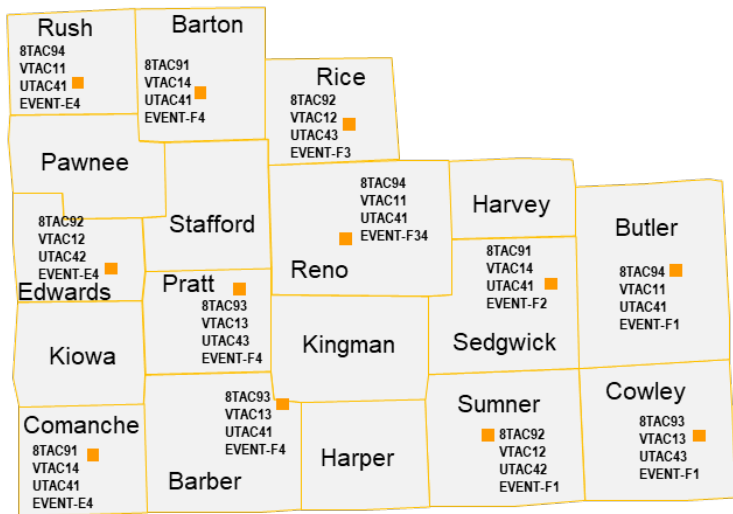 Rush
8TAC94
VTAC11
UTAC41
EVENT-E4
Barton
8TAC91
VTAC14
UTAC41
EVENT-F4
Rice
8TAC92
VTAC12
UTAC43
EVENT-F3
Pawnee
Stafford
8TAC94
VTAC11
UTAC41
EVENT-F34
Reno
Harvey
Butler
8TAC94
VTAC11
UTAC41
EVENT-F1
8TAC92
VTAC12
UTAC42
EVENT-E4
Edwards
Pratt
8TAC93
VTAC13
UTAC43
EVENT-F4
8TAC91
VTAC14
UTAC41
EVENT-F2
Sedgwick
Kiowa
Kingman
Comanche
8TAC91
VTAC14
UTAC41
EVENT-E4
8TAC93
VTAC13
UTAC41
EVENT-F4
Barber
Harper
Sumner
8TAC92
VTAC12
UTAC42
EVENT-F1
Cowley
8TAC93
VTAC13
UTAC43
EVENT-F1